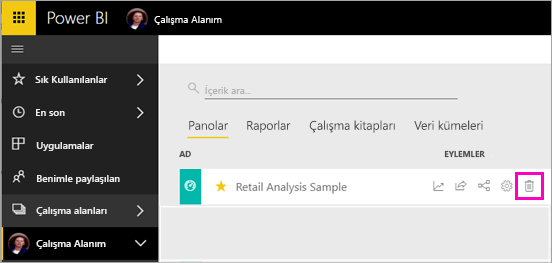 Power BI
Çalışma Alanım
Sık Kullanılanlar
En son
Uygulamalar
Benimle paylaşılan
Çalışma alanları
Çalışma Alanım
İçerik ara...
Panolar Raporlar Çalışma kitapları Veri kümeleri
AD EYLEMLER
Retail Analysis Sample